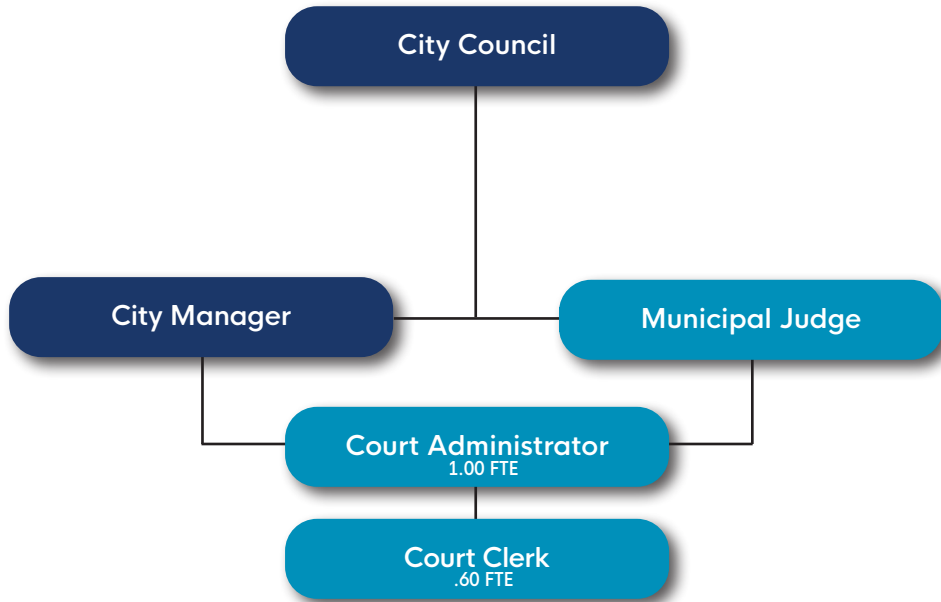 City Council
City Manager
Municipal Judge
Court Administrator
1.00 FTE
Court Clerk
.60 FTE